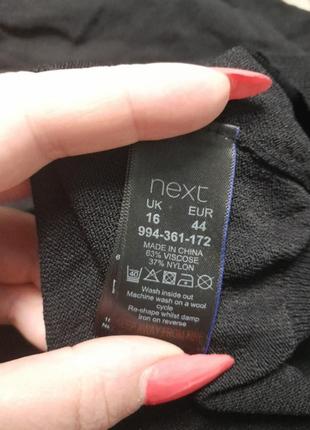 next
UK EUR
16 44
994-361-172
MADE IN CHINA
63% VISCOSE
37% NYLON
40
Wash inside out
Machine wash on a wool
cycle
Re-shape whilst damp
Iron on reverse